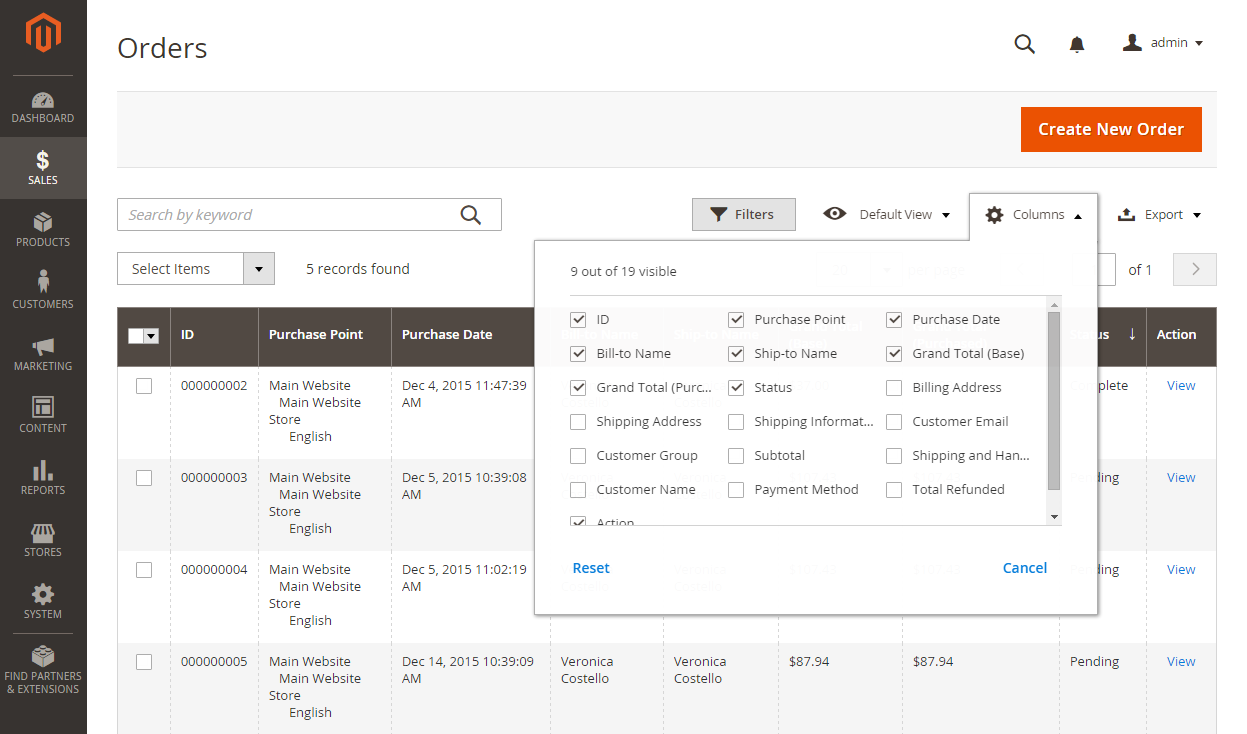 Orders
admin
DASHBOARD
SALES
PRODUCTS
CUSTOMERS
MARKETING
CONTENT
REPORTS
STORES
SYSTEM
FIND PARTNERS
& EXTENSIONS
Create New Order
Search by keyword
Filters
Default View
Columns
Export
Select Items
5 records found
of 1
9 out of 19 visible
ID
Purchase Point
Purchase Date
Bill-to Name
Ship-to Name
Grand Total (Base)
Grand Total (Purc...
Status
Billing Address
Shipping Address
Shipping Informat...
Customer Email
Customer Group
Subtotal
Shipping and Han...
Customer Name
Payment Method
Total Refunded
Action
Reset
Cancel
ID
Purchase Point
Purchase Date
Status
Action
000000002
Main Website
Main Website
Store
English
Dec 4, 2015 11:47:39
AM
View
000000003
Main Website
Main Website
Store
English
Dec 5, 2015 10:39:08
AM
View
000000004
Main Website
Main Website
Store
English
Dec 5, 2015 11:02:19
AM
View
000000005
Main Website
Main Website
Store
English
Dec 14, 2015 10:39:09
AM
Veronica
Costello
Veronica
Costello
$87.94
$87.94
Pending
View